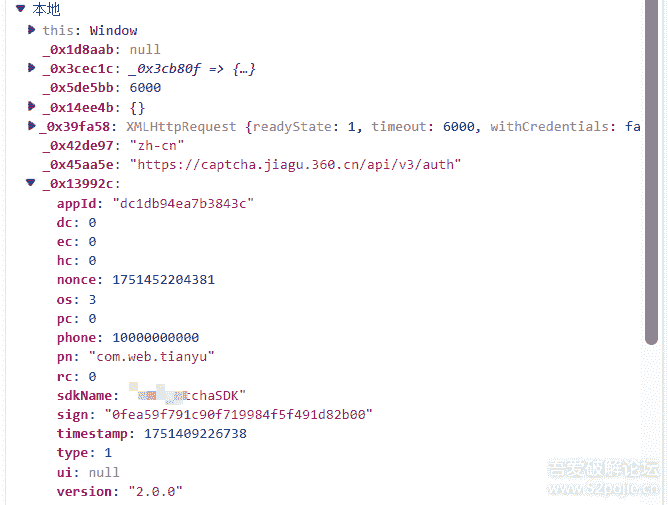 本地
this: Window
_0x1d8aab: null
_0x3cec1c: _0x3cb80f => {…}
_0x5de5bb: 6000
_0x14ee4b: {}
_0x39fa58: XMLHttpRequest {readyState: 1, timeout: 6000, withCredentials: fa
_0x42de97: "zh-cn"
_0x45aa5e: "https://captcha.jiagu.360.cn/api/v3/auth"
_0x13992c:
appId: "dc1db94ea7b3843c"
dc: 0
ec: 0
hc: 0
nonce: 1751452204381
os: 3
pc: 0
phone: 10000000000
pn: "com.web.tianyu"
rc: 0
sdkName: "tchaSDK"
sign: "0fea59f791c90f719984f5f491d82b00"
timestamp: 1751409226738
type: 1
ui: null
version: "2.0.0"
吾爱破解论坛
www.52pojie.cn